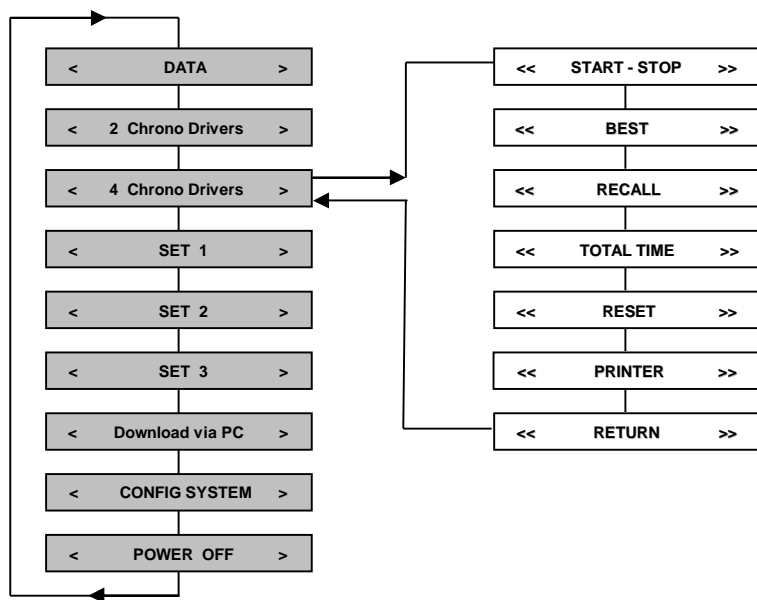 < DATA >
< 2 Chrono Drivers >
< 4 Chrono Drivers >
< SET 1 >
< SET 2 >
< SET 3 >
< Download via PC >
< CONFIG SYSTEM >
< POWER OFF >
<< START - STOP >>
<< BEST >>
<< RECALL >>
<< TOTAL TIME >>
<< RESET >>
<< PRINTER >>
<< RETURN >>